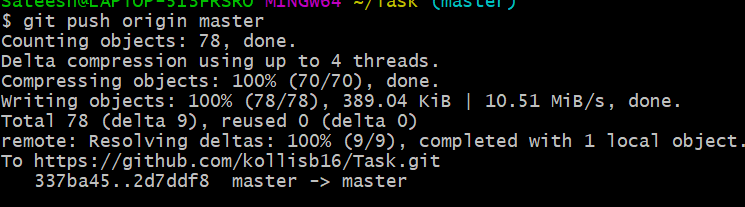 Sateesh@LAPTOP-513FRSRO MINGW64 ~/Task (master)
$ git push origin master
Counting objects: 78, done.
Delta compression using up to 4 threads.
Compressing objects: 100% (70/70), done.
Writing objects: 100% (78/78), 389.04 KiB | 10.51 MiB/s, done.
Total 78 (delta 9), reused 0 (delta 0)
remote: Resolving deltas: 100% (9/9), completed with 1 local object.
To https://github.com/kollisb16/Task.git
337ba45..2d7ddf8  master -> master